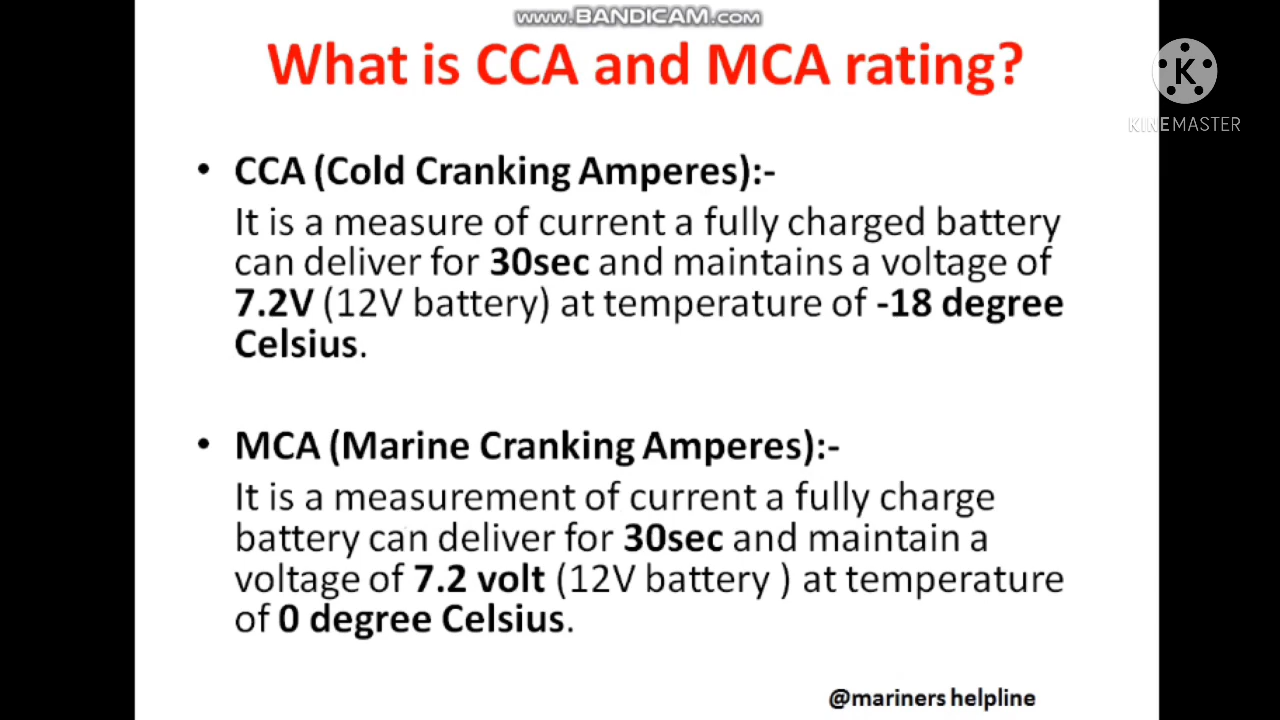 www.BANDICAM.com
What is CCA and MCA rating?
K
KINEMASTER
• CCA (Cold Cranking Amperes):-
It is a measure of current a fully charged battery
can deliver for 30sec and maintains a voltage of
7.2V (12V battery) at temperature of -18 degree
Celsius.
• MCA (Marine Cranking Amperes):-
It is a measurement of current a fully charge
battery can deliver for 30sec and maintain a
voltage of 7.2 volt (12V battery ) at temperature
of 0 degree Celsius.
@mariners helpline